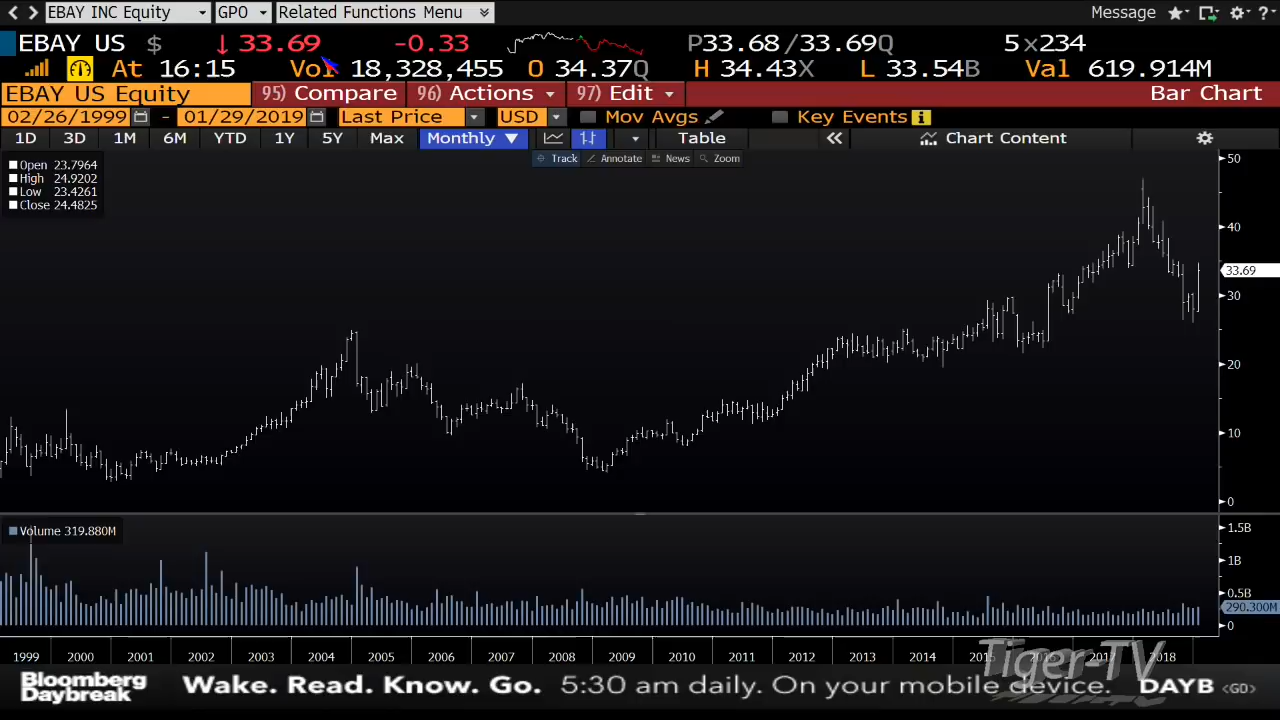 EBAY INC Equity GPO Related Functions Menu Message ?
EBAY US $ ↓ 33.69 -0.33 P33.68 /33.69Q 5 x234
At 16:15 Vol 18,328,455 O 34.37Q H 34.43X L 33.54B Val 619.914M
EBAY US Equity 95) Compare 96) Actions 97) Edit Bar Chart
02/26/1999 - 01/29/2019 Last Price USD Mov Avgs Key Events i
1D 3D 1M 6M YTD 1Y 5Y Max Monthly ▼ Table « Chart Content
Track Annotate News Zoom
Open 23.7964
High 24.9202
Low 23.4261
Close 24.4825
50
40
33.69
30
20
10
0
Volume 319.880M
1.5B
1B
0.5B
290.300M
0
1999 2000 2001 2002 2003 2004 2005 2006 2007 2008 2009 2010 2011 2012 2013 2014 2015 2016 2017 2018
Tiger-TV
Bloomberg
Daybreak
Wake. Read. Know. Go. 5:30 am daily. On your mobile device. DAYB <GO>